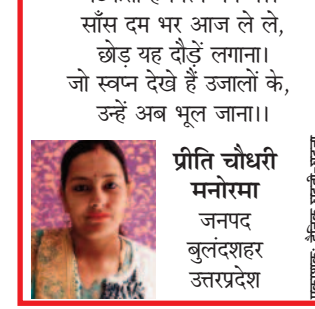 साँस दम भर आज ले ले,
छोड़ यह दौड़ें लगाना।
जो स्वप्न देखे हैं उजालों के,
उन्हें अब भूल जाना।।
प्रीति चौधरी
मनोरमा
जनपद
बुलंदशहर
उत्तरप्रदेश